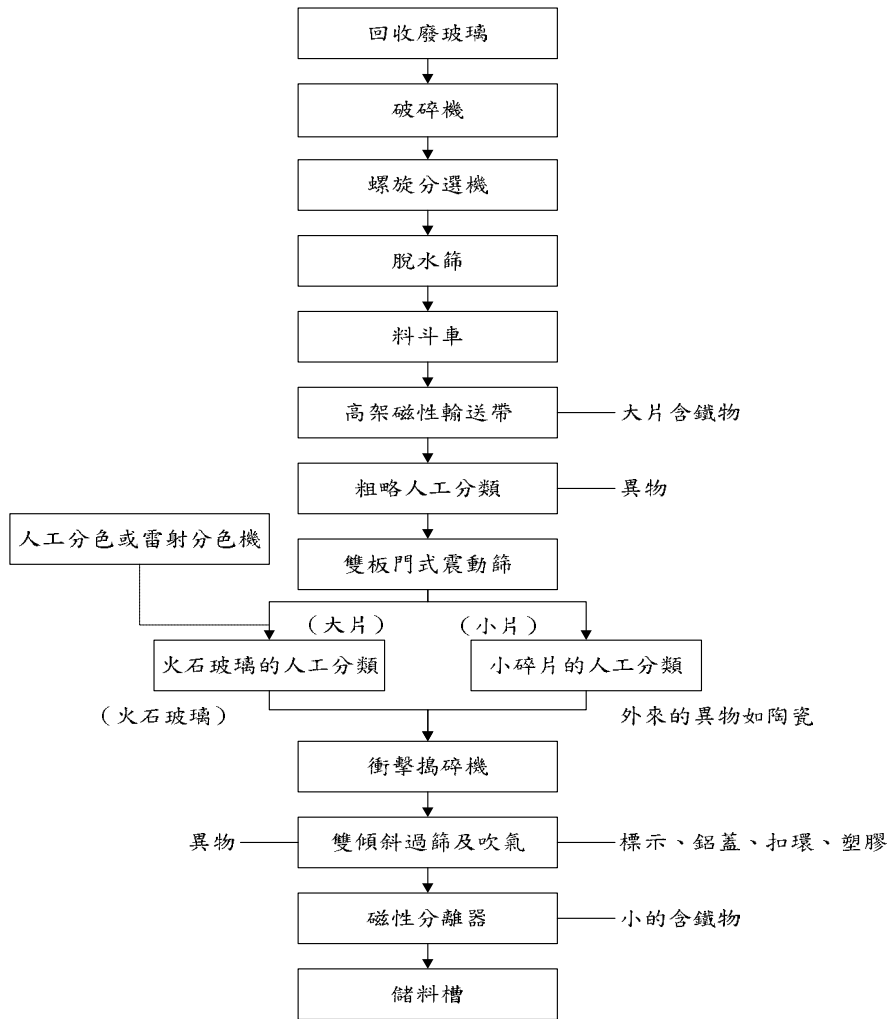 回收廢玻璃
破碎機
螺旋分選機
脫水篩
料斗車
高架磁性輸送帶
大片含鐵物
粗略人工分類
異物
人工分色或雷射分色機
雙板門式震動篩
（大片）
（小片）
火石玻璃的人工分類
小碎片的人工分類
（火石玻璃）
外來的異物如陶瓷
衝擊搗碎機
異物
雙傾斜過篩及吹氣
標示、鋁蓋、扣環、塑膠
磁性分離器
小的含鐵物
儲料槽